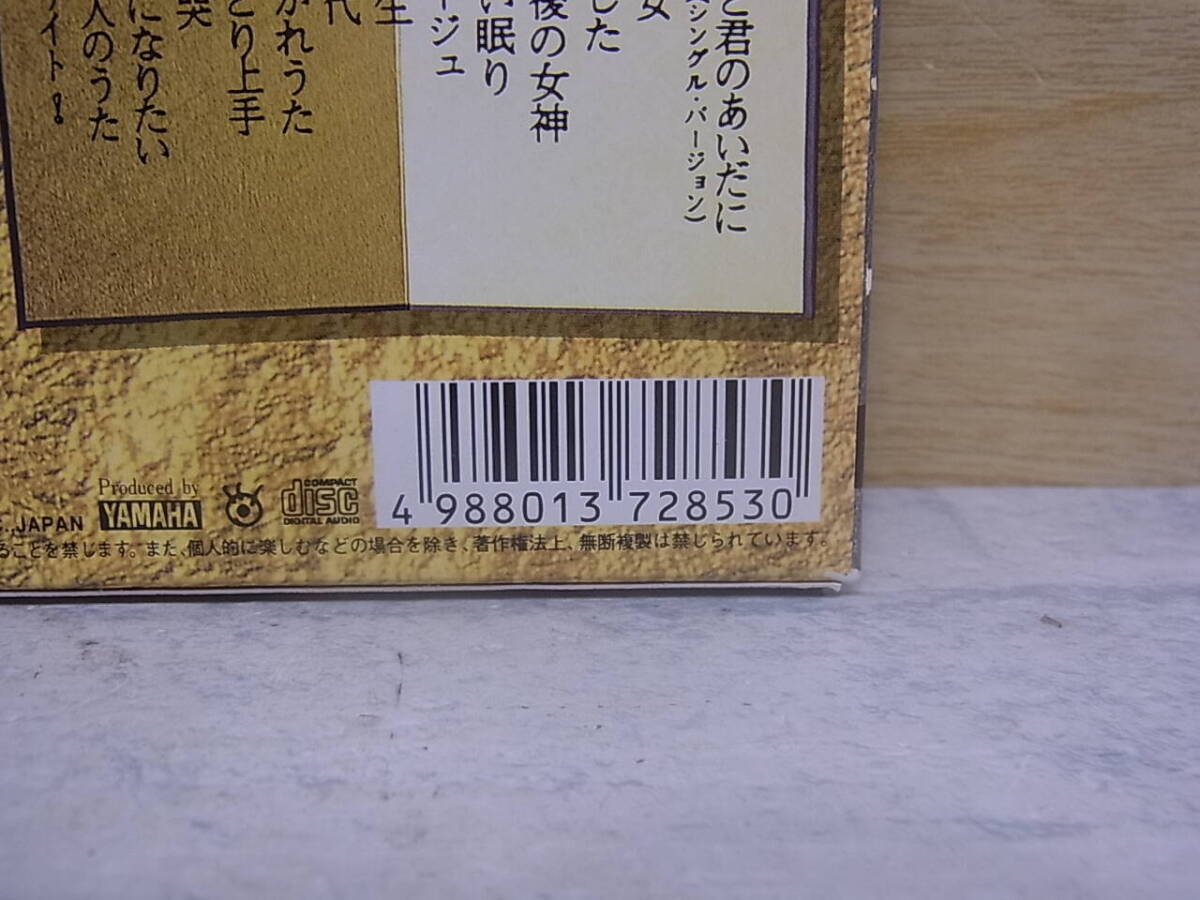 と君のあいだに
(シングル・バージョン)
女
した
後の女神
い眠り
ージュ
生
代
かれうた
とり上手
哭
になりたい
人のうた
ァイト!
4 988013 728530
Produced by
YAMAHA
COMPACT
disc
DIGITAL AUDIO
C.,JAPAN
ることを禁じます。また、個人的に楽しむなどの場合を除き、著作権法上、無断複製は禁じられています。